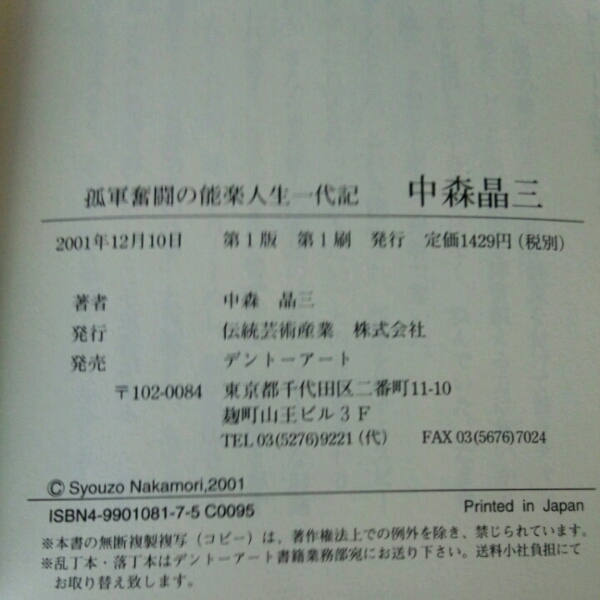 孤軍奮闘の能楽人生一代記　中森晶三
2001年12月10日　第1版　第1刷　発行　定価1429円（税別）
著者　中森　晶三
発行　伝統芸術産業　株式会社
発売　デントーアート
〒102-0084　東京都千代田区二番町11-10
麹町山王ビル3F
TEL 03(5276)9221（代）　FAX 03(5676)7024
© Syouzo Nakamori,2001
ISBN4-9901081-7-5 C0095　Printed in Japan
※本書の無断複製複写（コピー）は，著作権法上での例外を除き、禁じられています。
※乱丁本・落丁本はデントーアート書籍業務部宛にお送り下さい。送料小社負担にて
お取り替え致します。